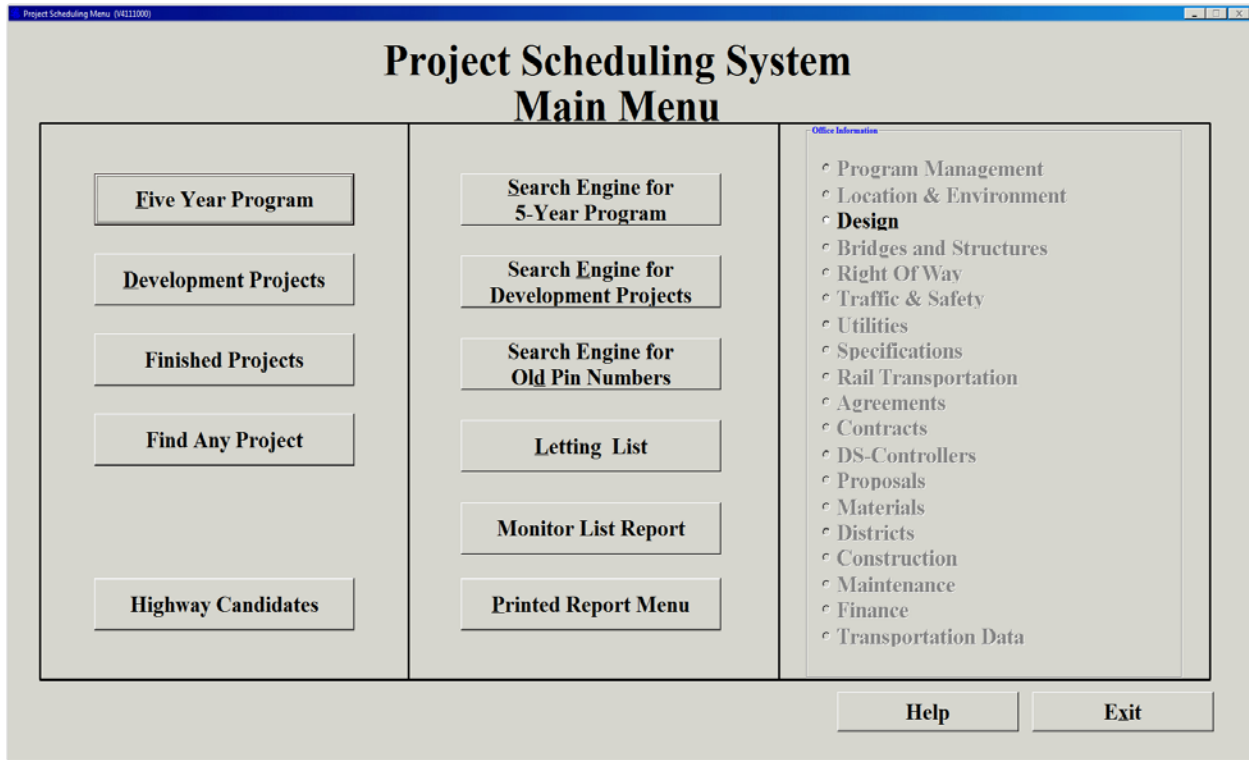 Project Scheduling Menu (V4111000)
Project Scheduling System
Main Menu
Five Year Program
Development Projects
Finished Projects
Find Any Project
Highway Candidates
Search Engine for
5-Year Program
Search Engine for
Development Projects
Search Engine for
Old Pin Numbers
Letting List
Monitor List Report
Printed Report Menu
Office Information
Program Management
Location & Environment
Design
Bridges and Structures
Right Of Way
Traffic & Safety
Utilities
Specifications
Rail Transportation
Agreements
Contracts
DS-Controllers
Proposals
Materials
Districts
Construction
Maintenance
Finance
Transportation Data
Help
Exit